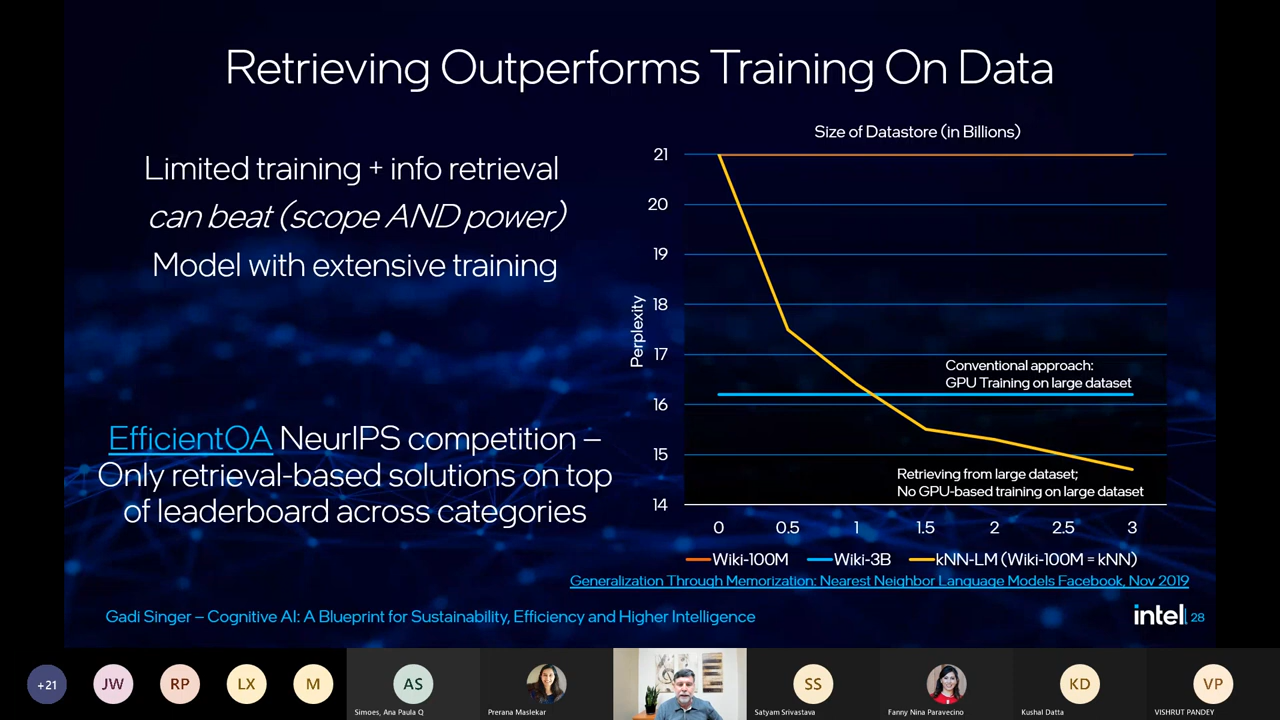 Retrieving Outperforms Training On Data
Limited training + info retrieval
can beat (scope AND power)
Model with extensive training
EfficientQA NeurIPS competition –
Only retrieval-based solutions on top
of leaderboard across categories
Size of Datastore (in Billions)
Perplexity
21
20
19
18
17
16
15
14
Conventional approach:
GPU Training on large dataset
Retrieving from large dataset;
No GPU-based training on large dataset
0 0.5 1 1.5 2 2.5 3
Wiki-100M Wiki-3B kNN-LM (Wiki-100M = kNN)
Generalization Through Memorization: Nearest Neighbor Language Models Facebook, Nov 2019
Gadi Singer – Cognitive AI: A Blueprint for Sustainability, Efficiency and Higher Intelligence
intel 28
+21 JW RP LX M AS SS KD VP
Simoes, Ana Paula Q Prerana Maslekar Satyam Srivastava Fanny Nina Paravecino Kushal Datta VISHRUT PANDEY